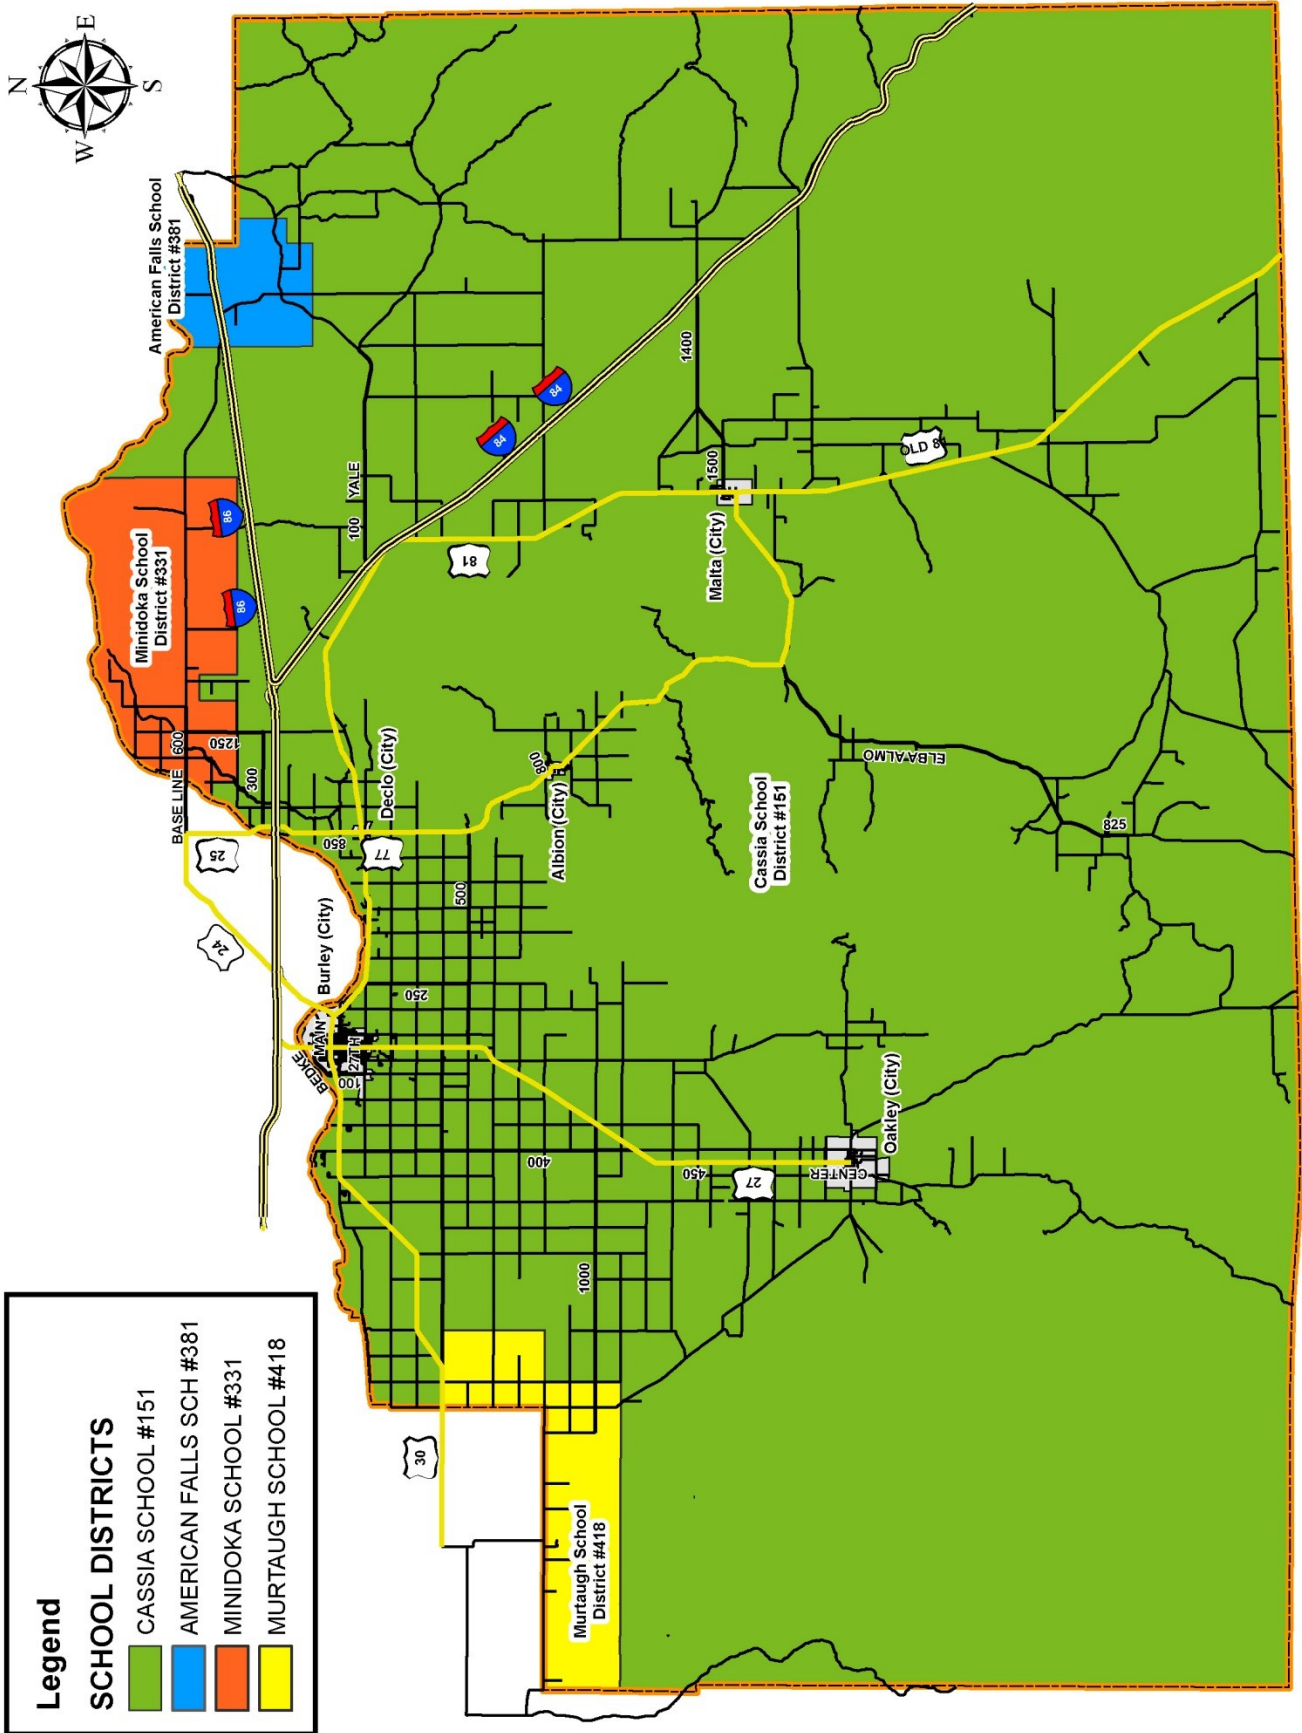 Legend
SCHOOL DISTRICTS
CASSIA SCHOOL #151
AMERICAN FALLS SCH #381
MINIDOKA SCHOOL #331
MURTAUGH SCHOOL #418
N
W
E
S
American Falls School
District #381
Minidoka School
District #331
86
86
BASE LINE
600
1250
300
25
24
850
Declo (City)
77
100
YALE
84
84
81
Burley (City)
BEDKE
MAIN
27TH
100
250
500
800
Albion (City)
1400
1500
Malta (City)
OLD 8
Cassia School
District #151
ELBA ALMO
825
400
450
27
CENTER
Oakley (City)
1000
30
Murtaugh School
District #418